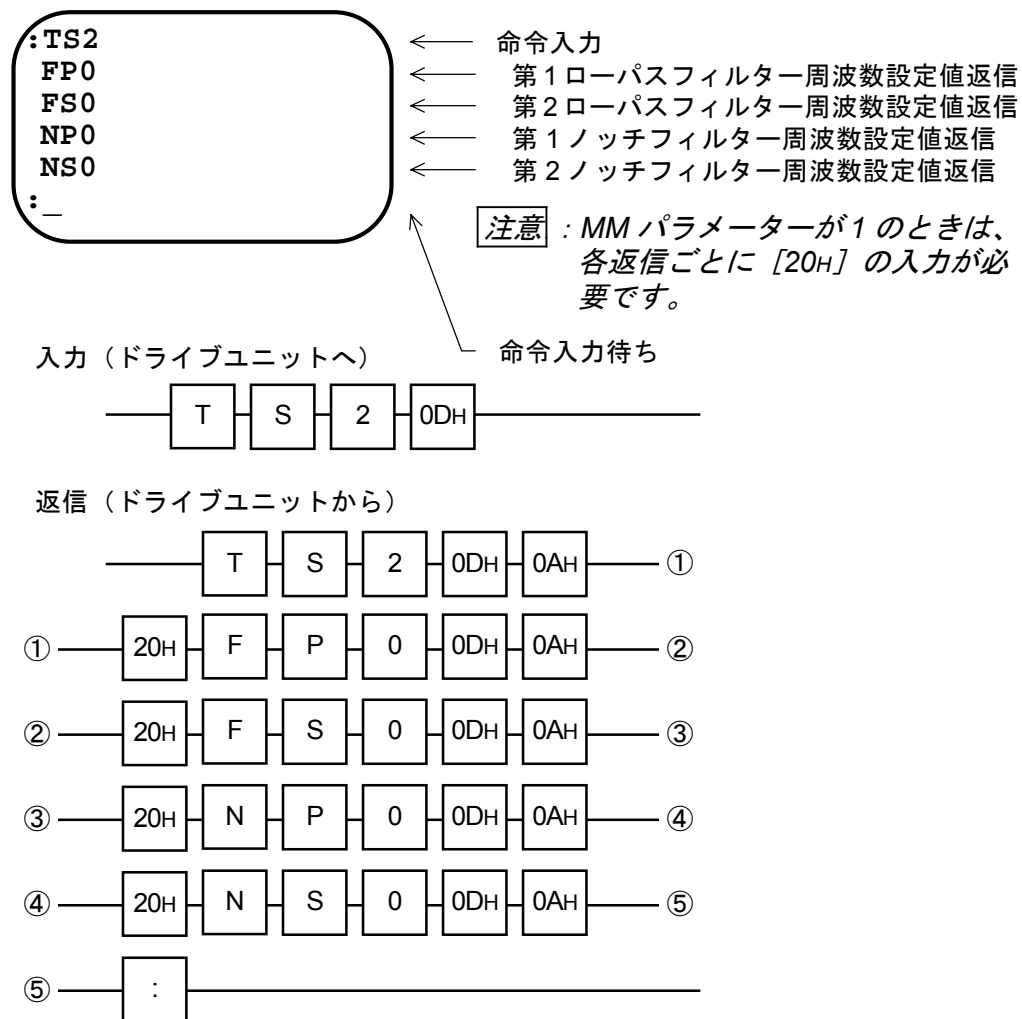 :TS2 命令入力
FP0 第1ローパスフィルター周波数設定値返信
FS0 第2ローパスフィルター周波数設定値返信
NP0 第1ノッチフィルター周波数設定値返信
NS0 第2ノッチフィルター周波数設定値返信
:_
注意 : MM パラメーターが 1 のときは、
各返信ごとに [20H] の入力が必
要です。
命令入力待ち
入力（ドライブユニットへ）
T S 2 0DH
返信（ドライブユニットから）
T S 2 0DH 0AH ①
① 20H F P 0 0DH 0AH ②
② 20H F S 0 0DH 0AH ③
③ 20H N P 0 0DH 0AH ④
④ 20H N S 0 0DH 0AH ⑤
⑤ :